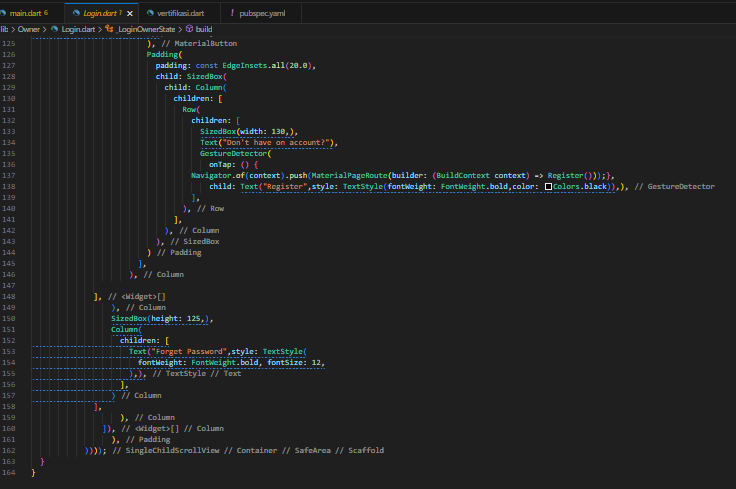 main.dart 6 Login.dart 7 × vertifikasi.dart ! pubspec.yaml
lib > Owner > Login.dart > _LoginOwnerState > build
125 ), // MaterialButton
126 Padding(
127 padding: const EdgeInsets.all(20.0),
128 child: SizedBox(
129 child: Column(
130 children: [
131 Row(
132 children: [
133 SizedBox(width: 130,),
134 Text("Don't have on account?"),
135 GestureDetector(
136 onTap: () {
137 Navigator.of(context).push(MaterialPageRoute(builder: (BuildContext context) => Register()));},
138 child: Text("Register",style: TextStyle(fontWeight: FontWeight.bold,color: Colors.black)),), // GestureDetector
139 ],
140 ), // Row
141 ],
142 ), // Column
143 ), // SizedBox
144 ) // Padding
145 ],
146 ), // Column
147
148 ], // <Widget>[]
149 ), // Column
150 SizedBox(height: 125,),
151 Column(
152 children: [
153 Text("Forget Password",style: TextStyle(
154 fontWeight: FontWeight.bold, fontSize: 12,
155 ),), // TextStyle // Text
156 ],
157 ) // Column
158 ],
159 ), // Column
160 ]), // <Widget>[] // Column
161 ), // Padding
162 )))); // SingleChildScrollView // Container // SafeArea // Scaffold
163 }
164 }